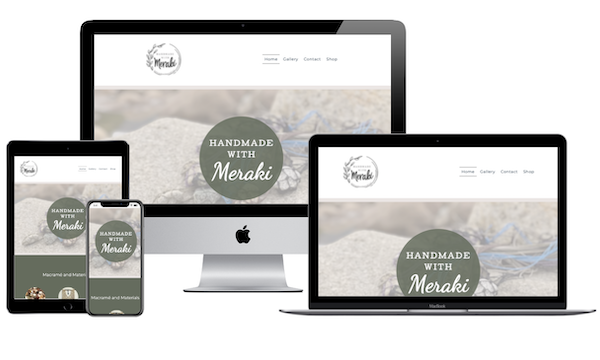 Meraki
Home Gallery Contact Shop
HANDMADE
WITH
Meraki
Meraki
HANDMADE
WITH
Meraki
Macramé and Materials
HANDMADE
WITH
Meraki
Macramé and Materials
Meraki
Home Gallery Contact Shop
HANDMADE
WITH
Meraki
MacBook